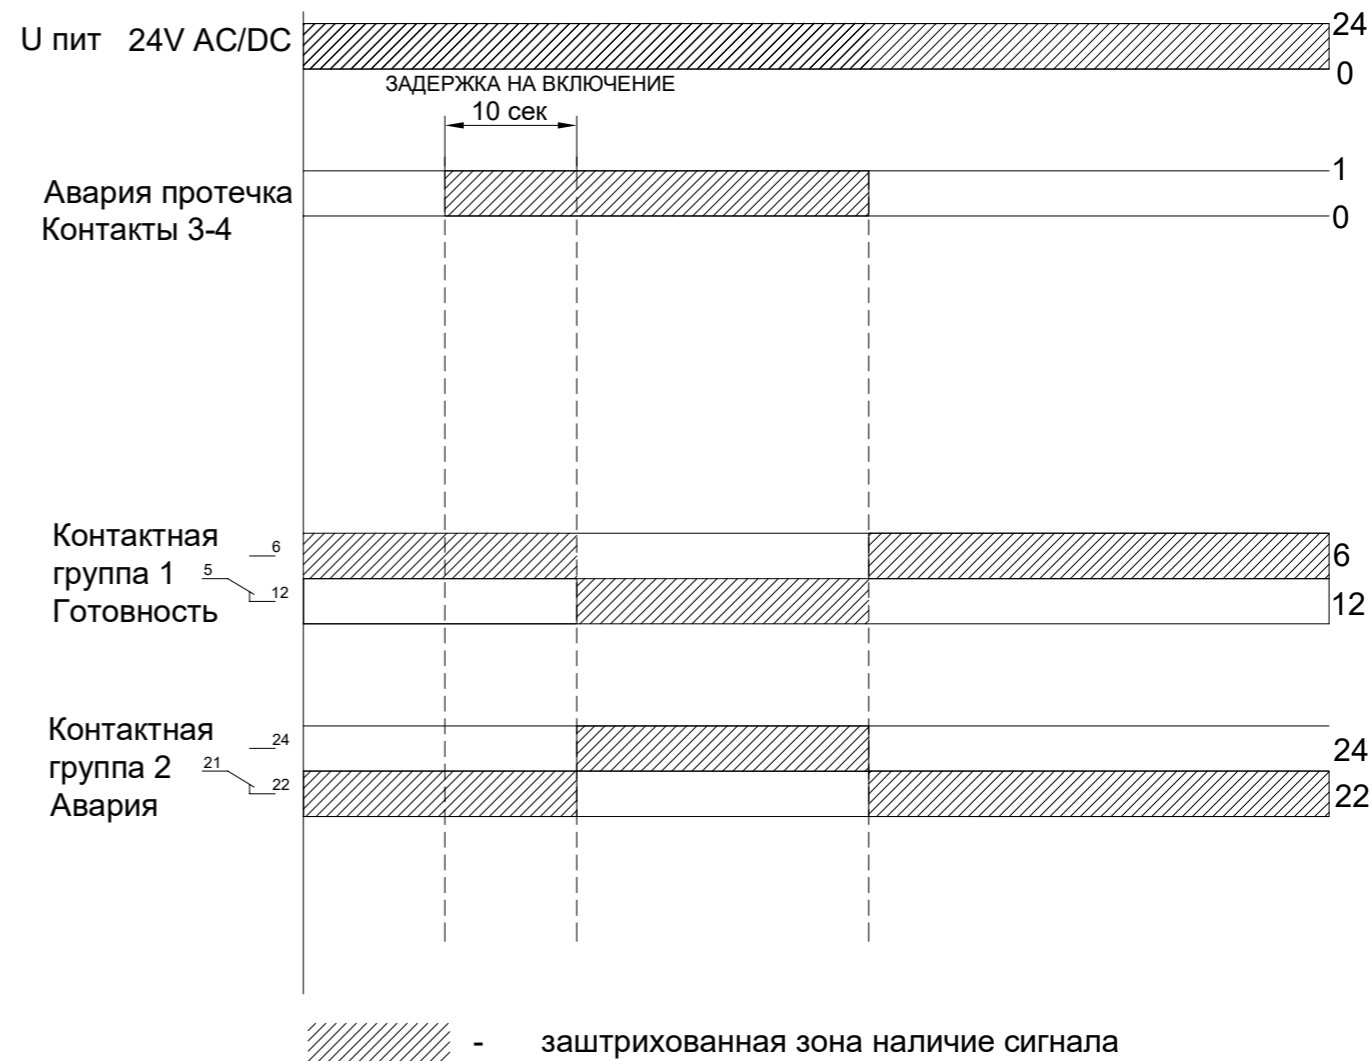 U пит 24V AC/DC
24
0
ЗАДЕРЖКА НА ВКЛЮЧЕНИЕ
10 сек
Авария протечка
Контакты 3-4
1
0
Контактная
группа 1
Готовность
6
5
12
6
12
Контактная
группа 2
Авария
24
21
22
24
22
- заштрихованная зона наличие сигнала